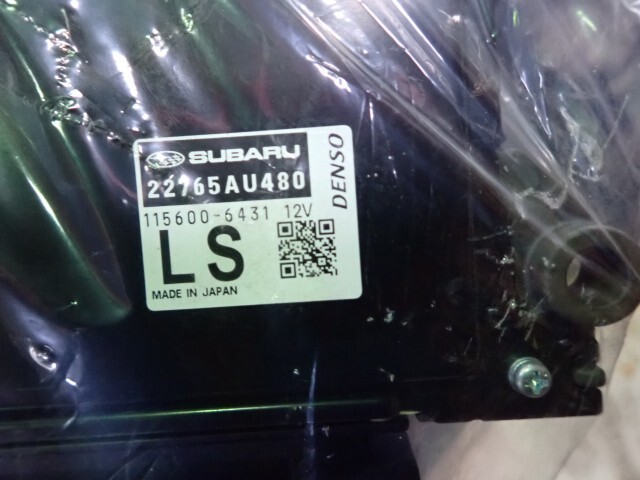 SUBARU
22765AU480
DENSO
115600-6431 12V
LS
MADE IN JAPAN